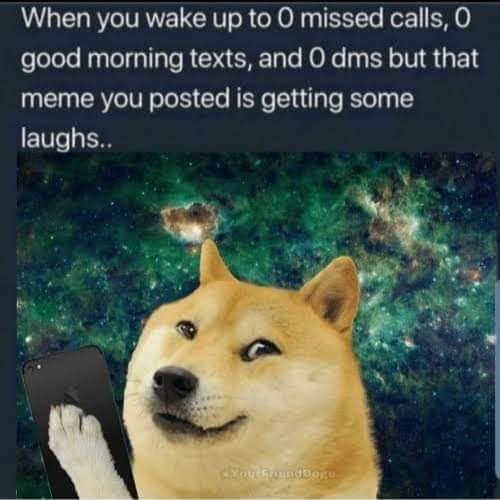 When you wake up to 0 missed calls, 0
good morning texts, and 0 dms but that
meme you posted is getting some
laughs..
#YourFriendDoge